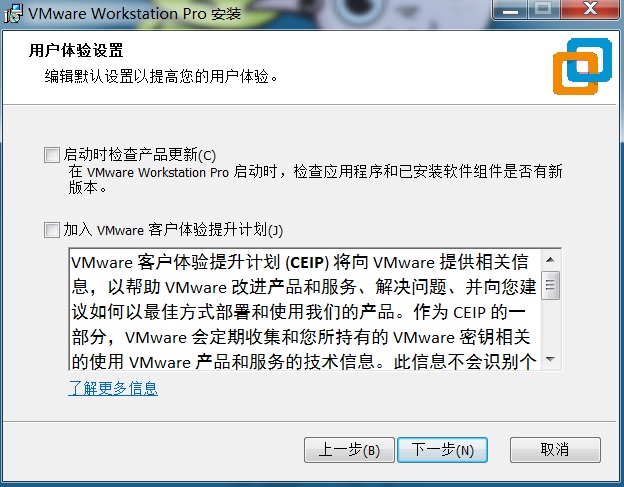 VMware Workstation Pro 安装
用户体验设置
编辑默认设置以提高您的用户体验。
启动时检查产品更新(C)
在 VMware Workstation Pro 启动时，检查应用程序和已安装软件组件是否有新
版本。
加入 VMware 客户体验提升计划(J)
VMware 客户体验提升计划 (CEIP) 将向 VMware 提供相关信
息，以帮助 VMware 改进产品和服务、解决问题、并向您建
议如何以最佳方式部署和使用我们的产品。作为 CEIP 的一
部分，VMware 会定期收集和您所持有的 VMware 密钥相关
的使用 VMware 产品和服务的技术信息。此信息不会识别个
了解更多信息
上一步(B) 下一步(N) 取消